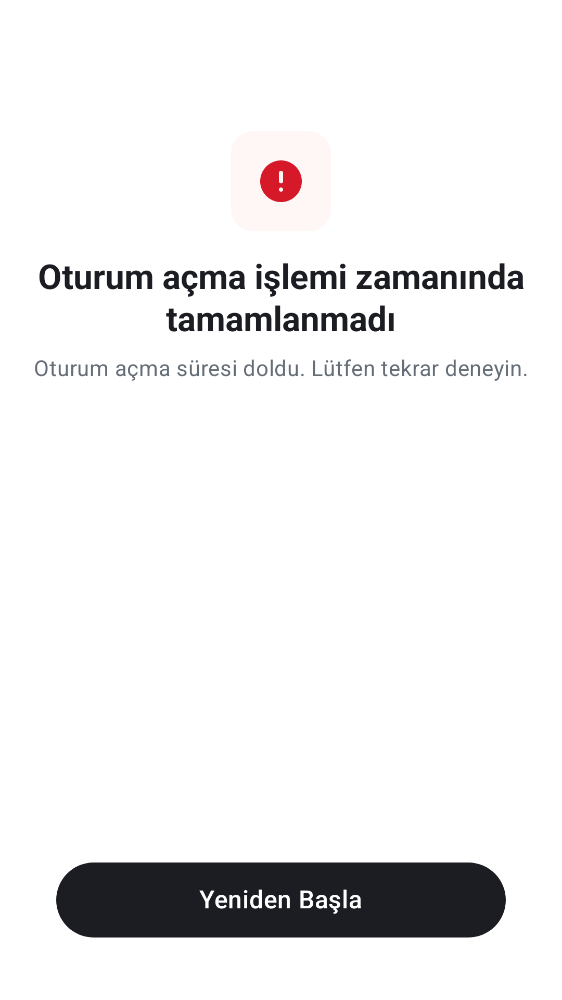 Oturum açma işlemi zamanında
tamamlanmadı
Oturum açma süresi doldu. Lütfen tekrar deneyin.
Yeniden Başla